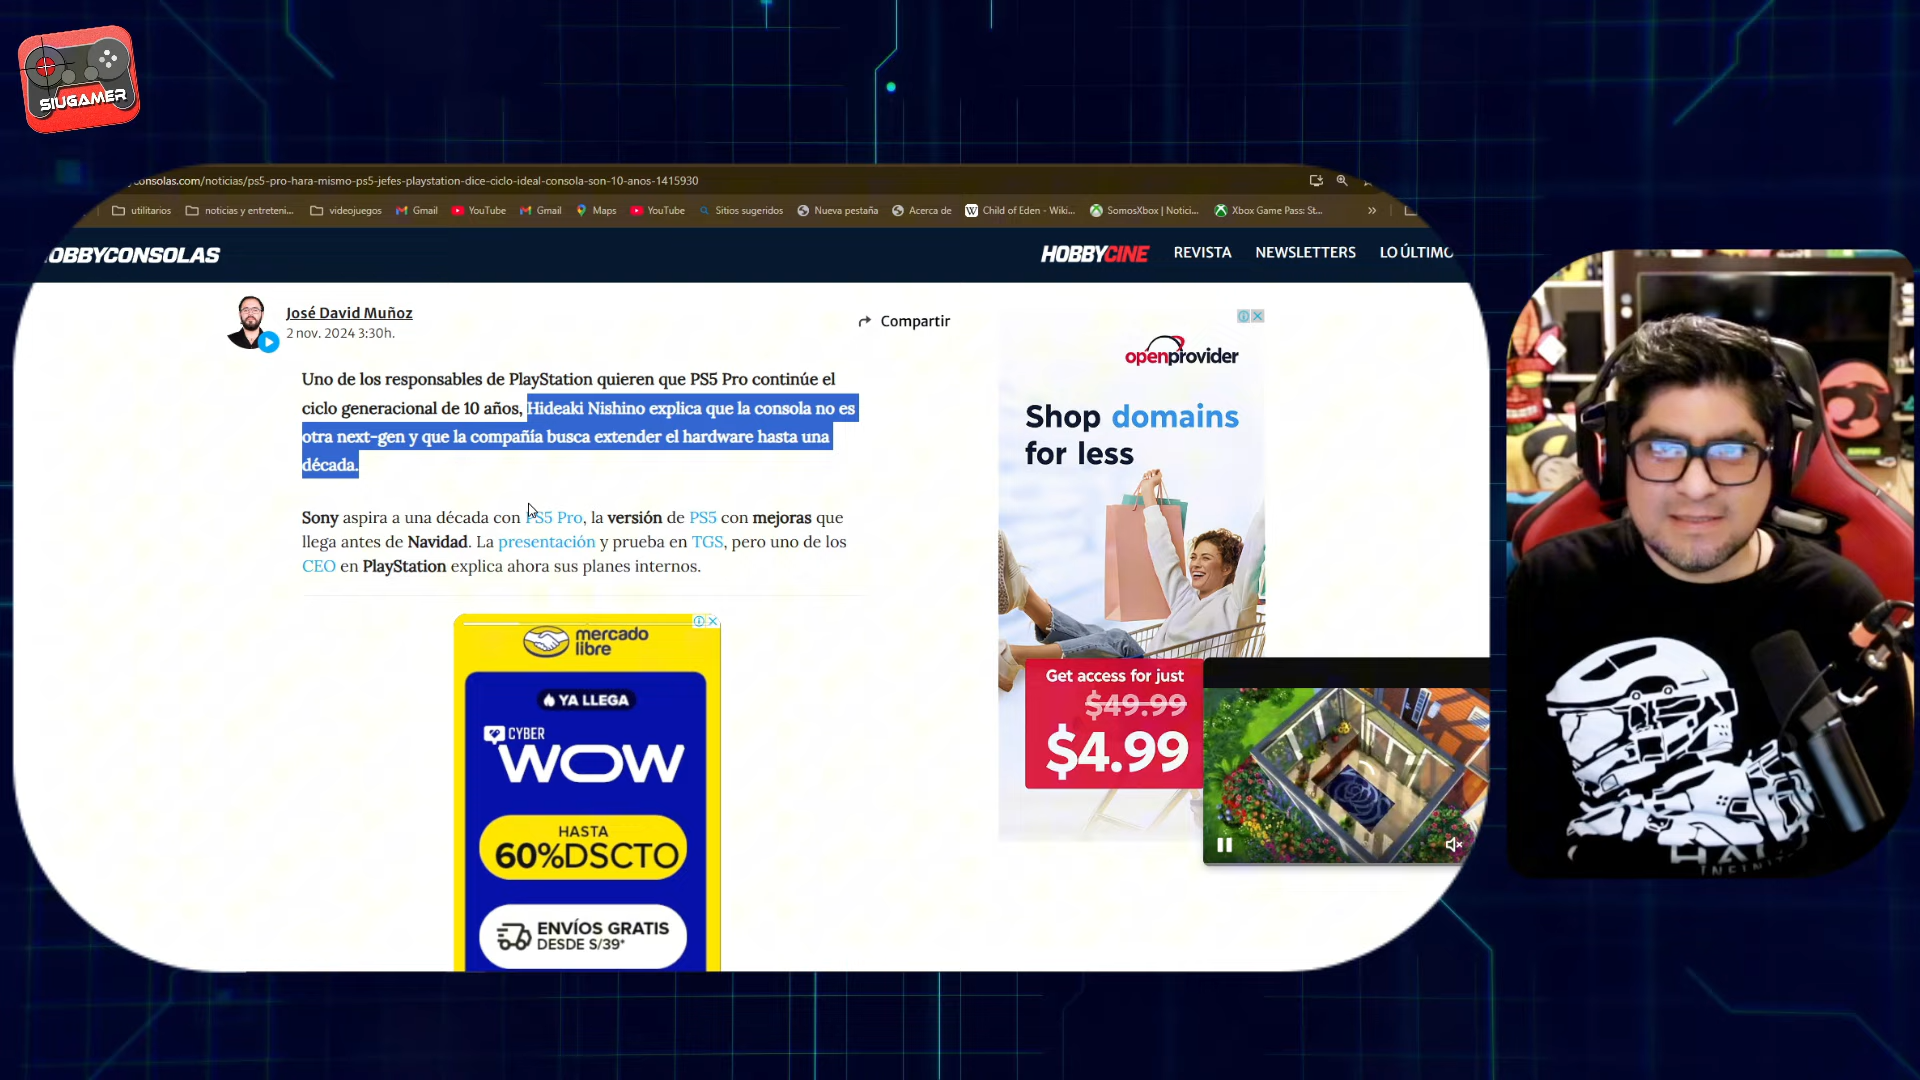 SIUGAMER
consolas.com/noticias/ps5-pro-hara-mismo-ps5-jefes-playstation-dice-ciclo-ideal-consola-son-10-anos-1415930
utilitarios
noticias y entreteni...
videojuegos
Gmail
YouTube
Gmail
Maps
YouTube
Sitios sugeridos
Nueva pestaña
Acerca de
Child of Eden - Wiki...
SomosXbox | Notici...
Xbox Game Pass: St...
OBBYCONSOLAS
HOBBYCINE
REVISTA
NEWSLETTERS
LO ÚLTIMO
José David Muñoz
2 nov. 2024 3:30h.
Compartir
Uno de los responsables de PlayStation quieren que PS5 Pro continúe el
ciclo generacional de 10 años, Hideaki Nishino explica que la consola no es
otra next-gen y que la compañía busca extender el hardware hasta una
década.
Sony aspira a una década con PS5 Pro, la versión de PS5 con mejoras que
llega antes de Navidad. La presentación y prueba en TGS, pero uno de los
CEO en PlayStation explica ahora sus planes internos.
mercado
libre
YA LLEGA
CYBER
WOW
HASTA
60%DSCTO
ENVÍOS GRATIS
DESDE S/39*
openprovider
Shop domains
for less
Get access for just
$49.99
$4.99
HALO
INFINITE